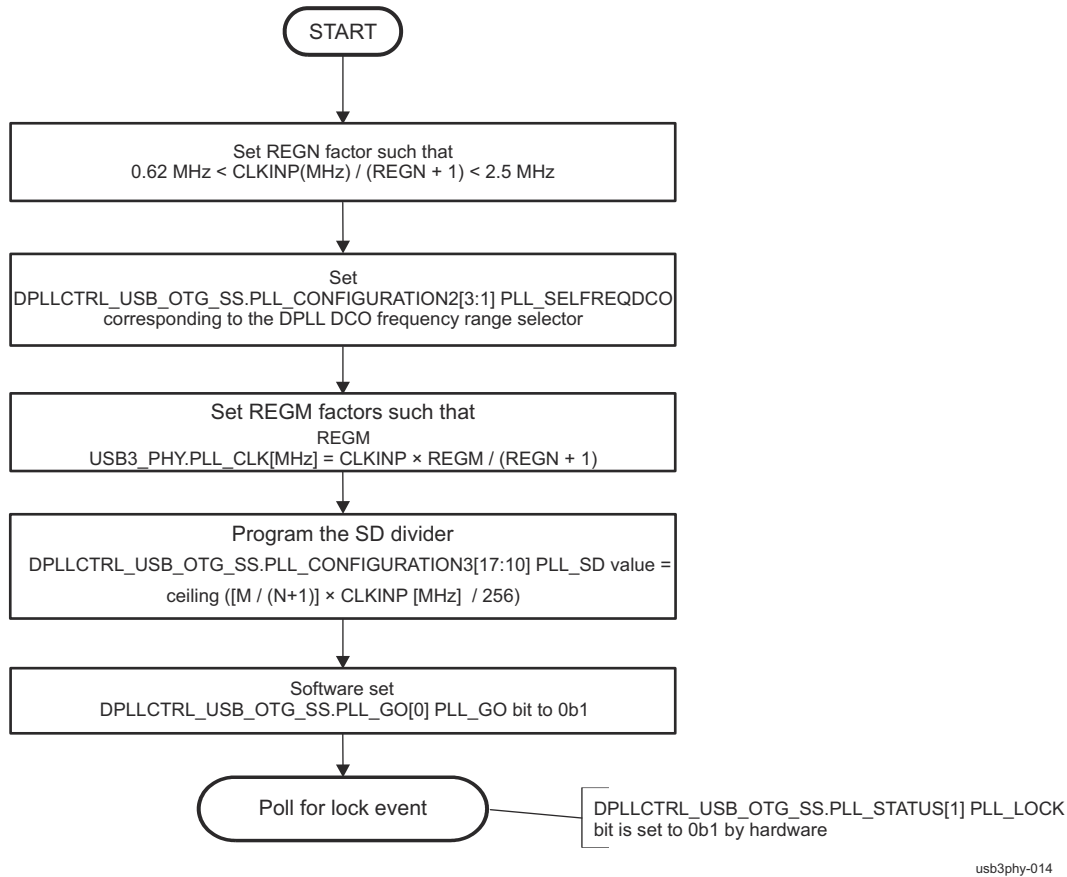 START
Set REGN factor such that
0.62 MHz < CLKINP(MHz) / (REGN + 1) < 2.5 MHz
Set
DPLLCTRL_USB_OTG_SS.PLL_CONFIGURATION2[3:1] PLL_SELFREQDCO
corresponding to the DPLL DCO frequency range selector
Set REGM factors such that
REGM
USB3_PHY.PLL_CLK[MHz] = CLKINP × REGM / (REGN + 1)
Program the SD divider
DPLLCTRL_USB_OTG_SS.PLL_CONFIGURATION3[17:10] PLL_SD value =
ceiling ([M / (N+1)] × CLKINP [MHz] / 256)
Software set
DPLLCTRL_USB_OTG_SS.PLL_GO[0] PLL_GO bit to 0b1
Poll for lock event
DPLLCTRL_USB_OTG_SS.PLL_STATUS[1] PLL_LOCK
bit is set to 0b1 by hardware
usb3phy-014